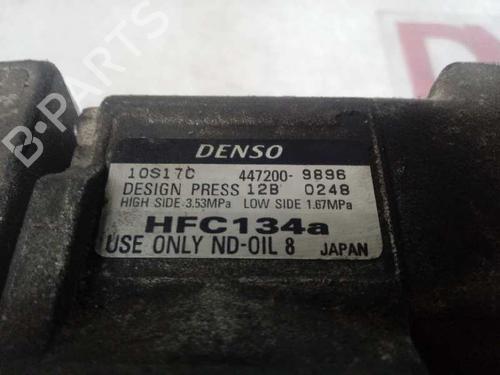 DENSO
10S17C 447200-9896
DESIGN PRESS 12B 0248
HIGH SIDE 3.53MPa LOW SIDE 1.67MPa
HFC134a
USE ONLY ND-OIL 8 JAPAN
B-PARTS